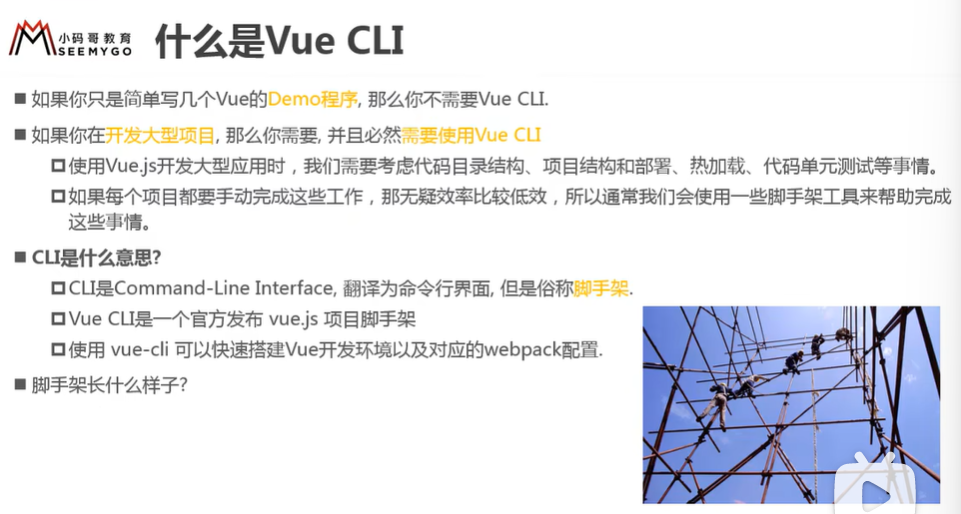 小码哥教育
SEEMYGO
什么是Vue CLI
如果你只是简单写几个Vue的Demo程序, 那么你不需要Vue CLI.
如果你在开发大型项目, 那么你需要, 并且必然需要使用Vue CLI
使用Vue.js开发大型应用时，我们需要考虑代码目录结构、项目结构和部署、热加载、代码单元测试等事情。
如果每个项目都要手动完成这些工作，那无疑效率比较低效，所以通常我们会使用一些脚手架工具来帮助完成
这些事情。
CLI是什么意思?
CLI是Command-Line Interface, 翻译为命令行界面, 但是俗称脚手架.
Vue CLI是一个官方发布 vue.js 项目脚手架
使用 vue-cli 可以快速搭建Vue开发环境以及对应的webpack配置.
脚手架长什么样子?